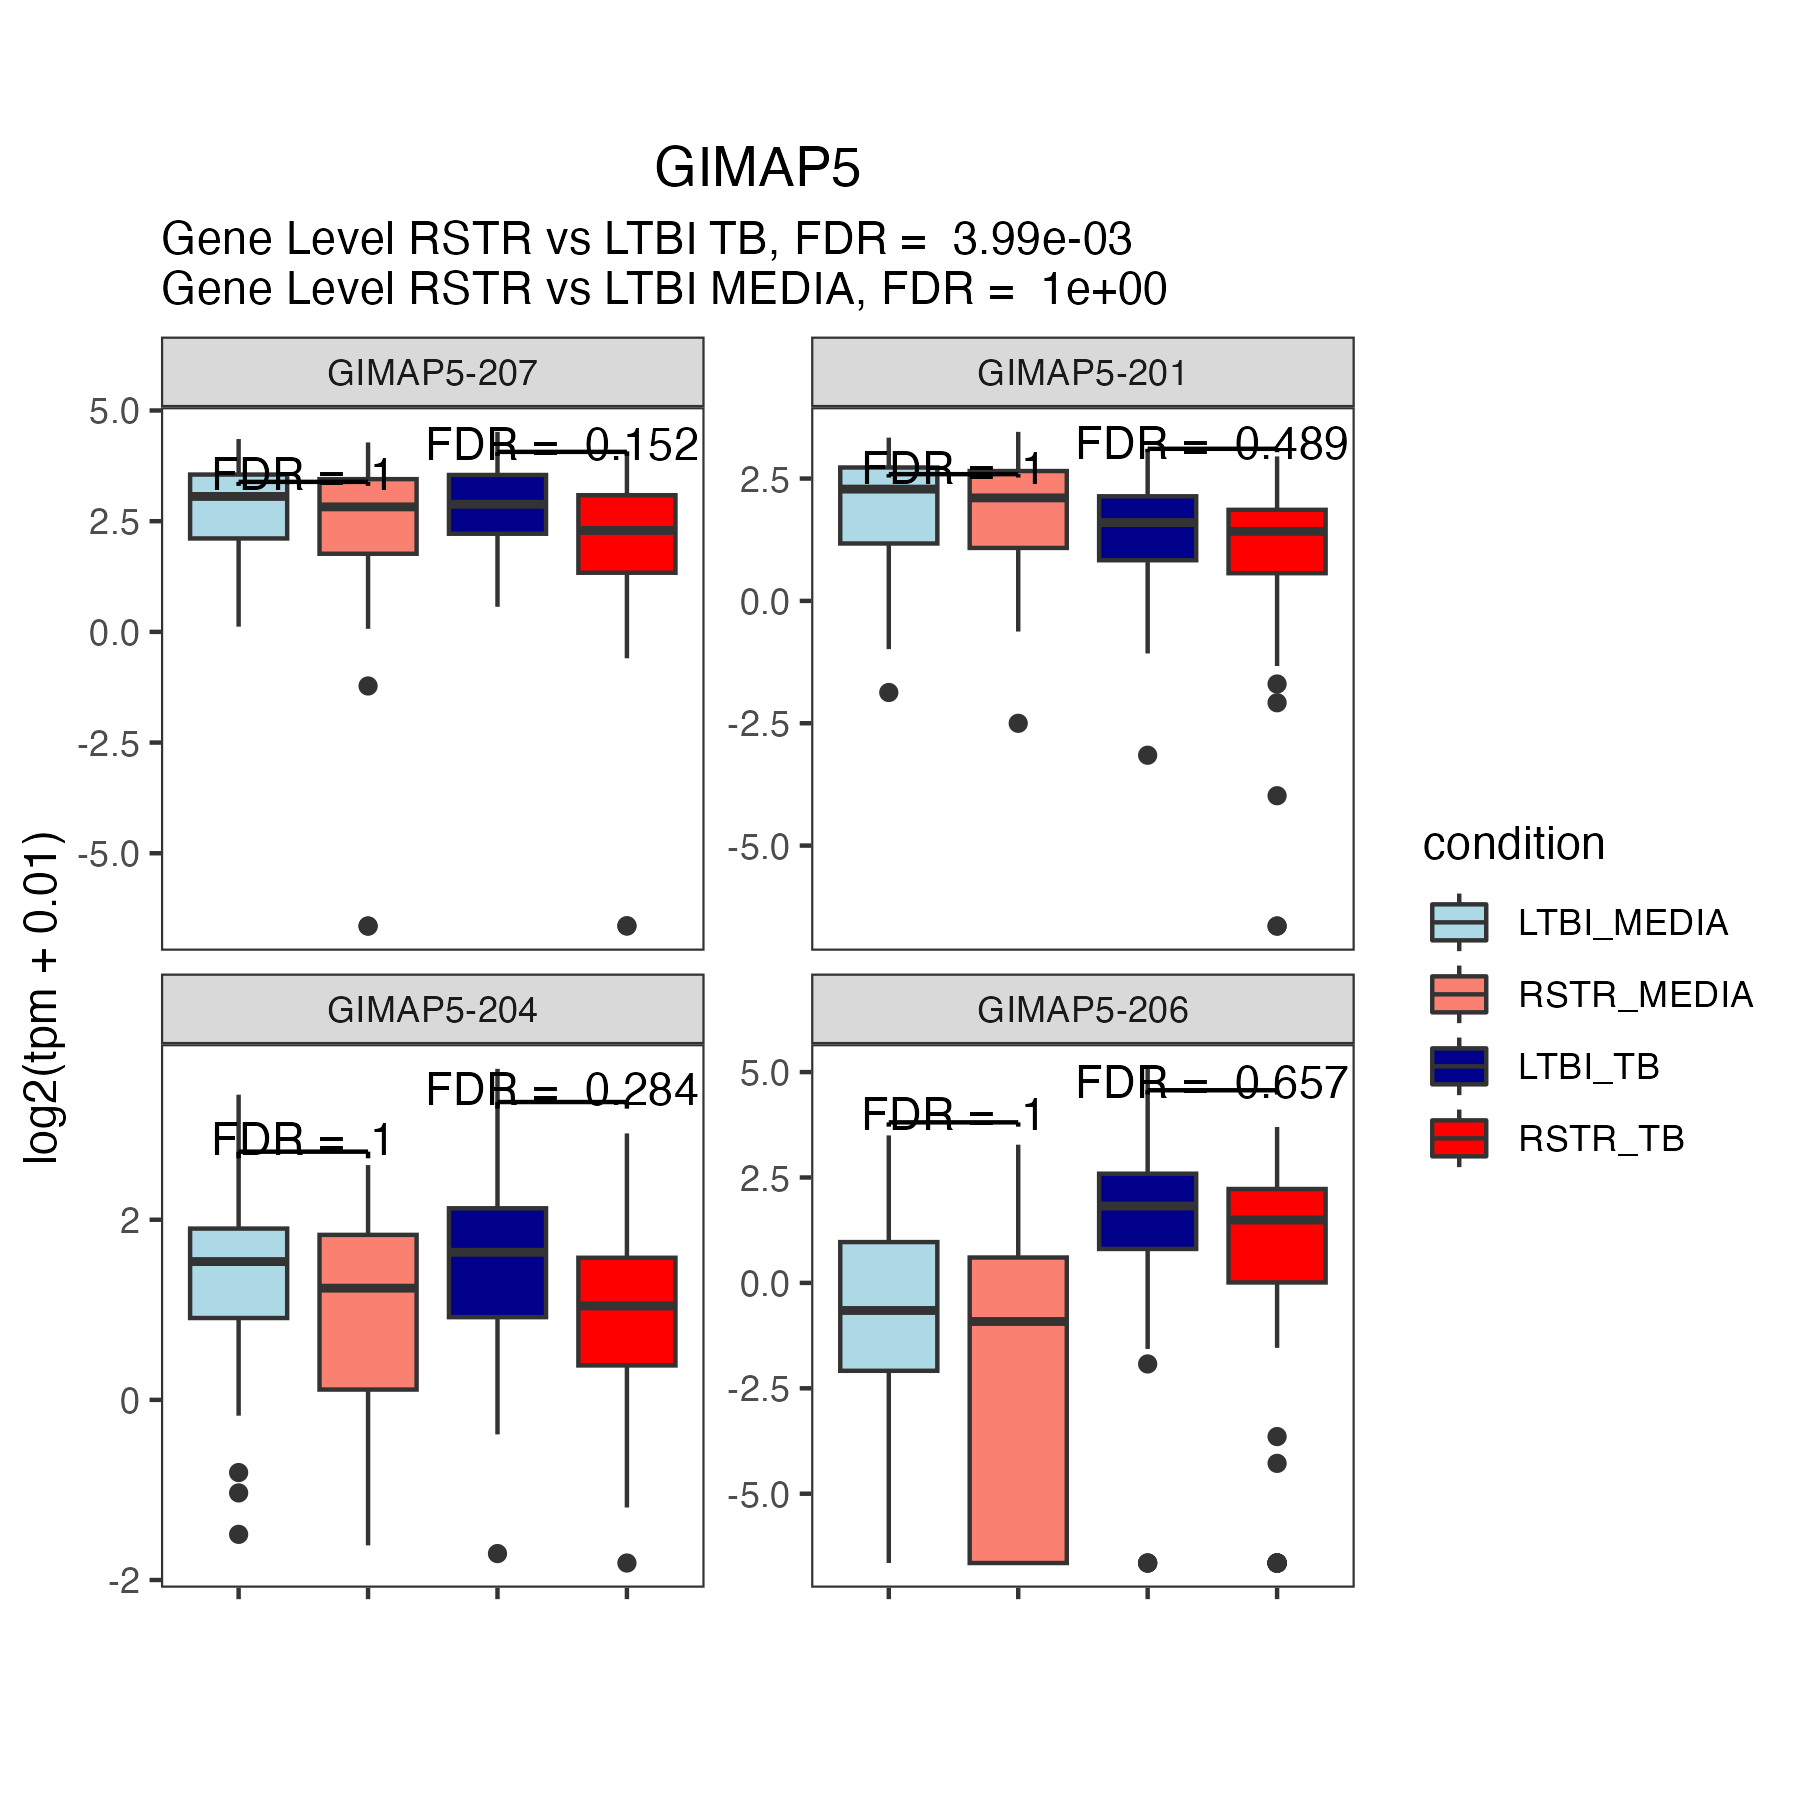 GIMAP5
Gene Level RSTR vs LTBI TB, FDR =  3.99e-03
Gene Level RSTR vs LTBI MEDIA, FDR =  1e+00
GIMAP5-207
5.0
2.5
0.0
-2.5
-5.0
FDR =  1
FDR =  0.152
GIMAP5-201
2.5
0.0
-2.5
-5.0
FDR =  1
FDR =  0.489
GIMAP5-204
2
0
-2
FDR =  1
FDR =  0.284
GIMAP5-206
5.0
2.5
0.0
-2.5
-5.0
FDR =  1
FDR =  0.657
log2(tpm + 0.01)
condition
LTBI_MEDIA
RSTR_MEDIA
LTBI_TB
RSTR_TB